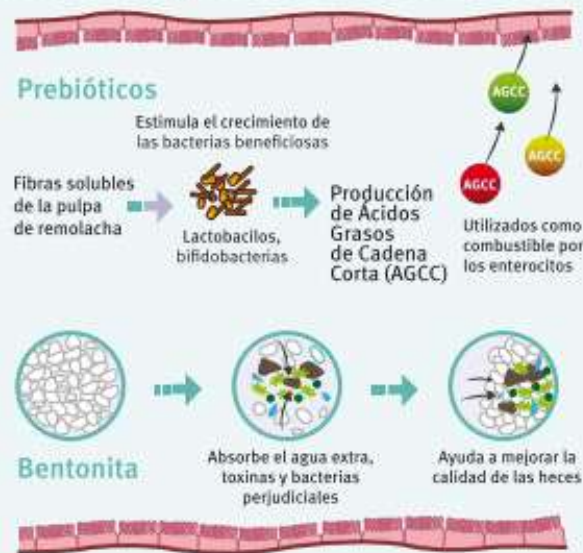 Prebióticos
Estimula el crecimiento de
las bacterias beneficiosas
Fibras solubles
de la pulpa
de remolacha
Lactobacilos,
bifidobacterias
Producción
de Ácidos
Grasos
de Cadena
Corta (AGCC)
AGCC
AGCC
AGCC
Utilizados como
combustible por
los enterocitos
Bentonita
Absorbe el agua extra,
toxinas y bacterias
perjudiciales
Ayuda a mejorar la
calidad de las heces